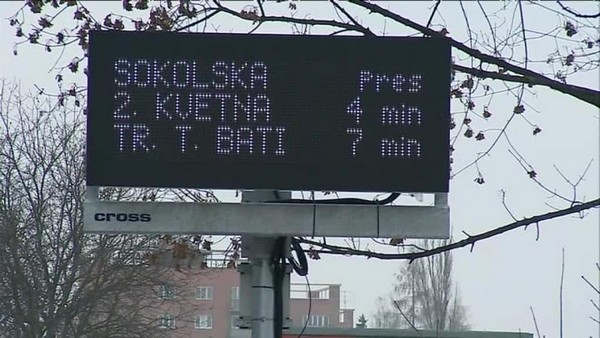 SOKOLSKA Pres
2. KVETNA 4 min
TR. T. BATI 7 min
cross